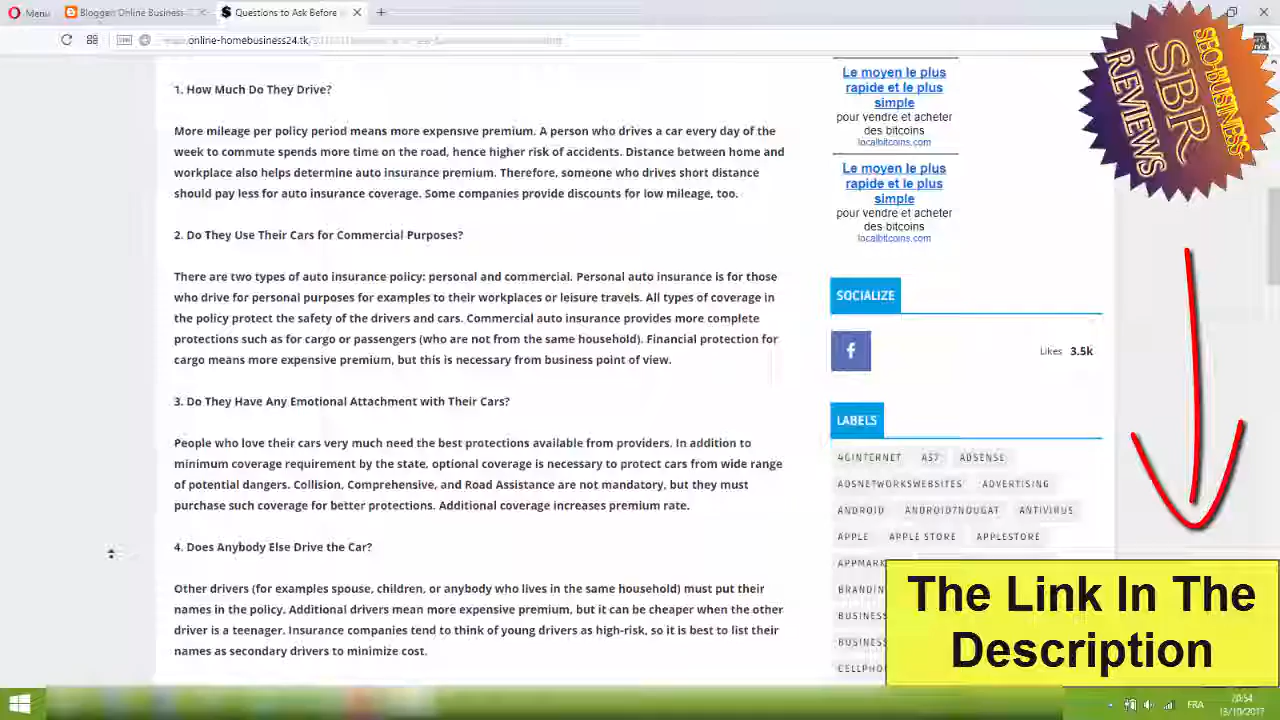 Menu
Blogger: Online Business
Questions to Ask Before
online-homebusiness24.tk/
1. How Much Do They Drive?
More mileage per policy period means more expensive premium. A person who drives a car every day of the
week to commute spends more time on the road, hence higher risk of accidents. Distance between home and
workplace also helps determine auto insurance premium. Therefore, someone who drives short distance
should pay less for auto insurance coverage. Some companies provide discounts for low mileage, too.
2. Do They Use Their Cars for Commercial Purposes?
There are two types of auto insurance policy: personal and commercial. Personal auto insurance is for those
who drive for personal purposes for examples to their workplaces or leisure travels. All types of coverage in
the policy protect the safety of the drivers and cars. Commercial auto insurance provides more complete
protections such as for cargo or passengers (who are not from the same household). Financial protection for
cargo means more expensive premium, but this is necessary from business point of view.
3. Do They Have Any Emotional Attachment with Their Cars?
People who love their cars very much need the best protections available from providers. In addition to
minimum coverage requirement by the state, optional coverage is necessary to protect cars from wide range
of potential dangers. Collision, Comprehensive, and Road Assistance are not mandatory, but they must
purchase such coverage for better protections. Additional coverage increases premium rate.
4. Does Anybody Else Drive the Car?
Other drivers (for examples spouse, children, or anybody who lives in the same household) must put their
names in the policy. Additional drivers mean more expensive premium, but it can be cheaper when the other
driver is a teenager. Insurance companies tend to think of young drivers as high-risk, so it is best to list their
names as secondary drivers to minimize cost.
Le moyen le plus
rapide et le plus
simple
pour vendre et acheter
des bitcoins
localbitcoins.com
Le moyen le plus
rapide et le plus
simple
pour vendre et acheter
des bitcoins
localbitcoins.com
SOCIALIZE
Likes 3.5k
LABELS
4GINTERNET A57 ADSENSE
ADSNETWORKSWEBSITES ADVERTISING
ANDROID ANDROID7NOUGAT ANTIVIRUS
APPLE APPLE STORE APPLESTORE
APPMARK
BRANDIN
BUSINESS
BUSINESS
CELLPHO
SEO-BUSINESS-
SBR
REVIEWS
The Link In The
Description
FRA
20:54
13/10/2017